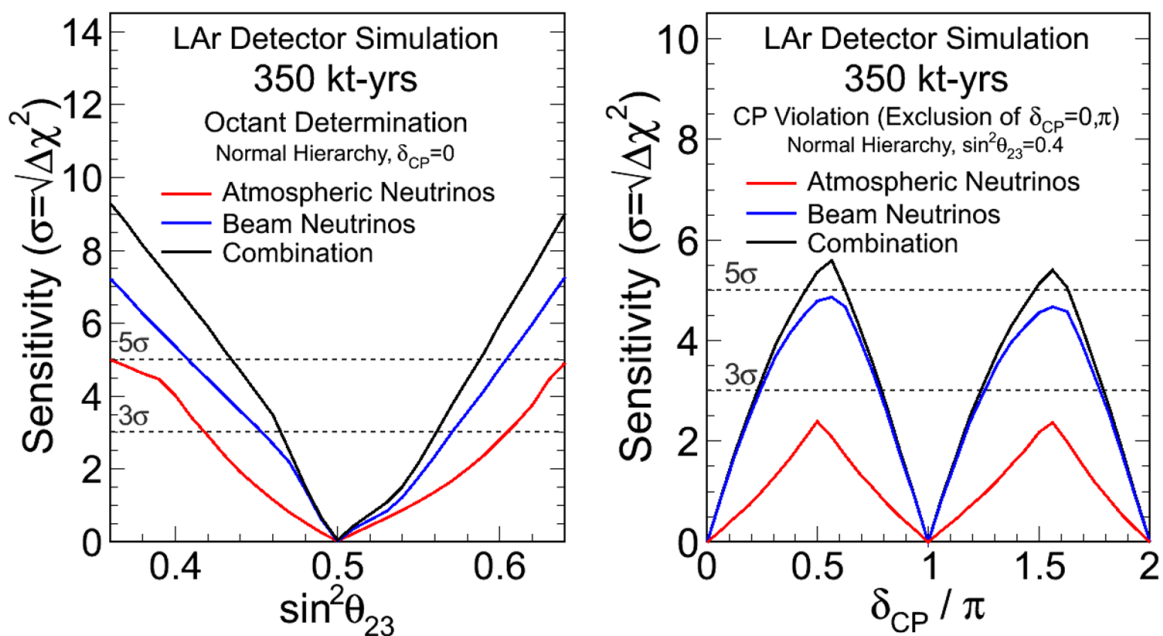 LAr Detector Simulation
350 kt-yrs
Octant Determination
Normal Hierarchy, δCP=0
Atmospheric Neutrinos
Beam Neutrinos
Combination
14
12
10
8
6
4
2
0
5σ
3σ
Sensitivity (σ=√Δχ²)
0.4
0.5
0.6
sin²θ23
LAr Detector Simulation
350 kt-yrs
CP Violation (Exclusion of δCP=0,π)
Normal Hierarchy, sin²θ23=0.4
Atmospheric Neutrinos
Beam Neutrinos
Combination
10
8
6
4
2
0
5σ
3σ
Sensitivity (σ=√Δχ²)
0
0.5
1
1.5
2
δCP / π